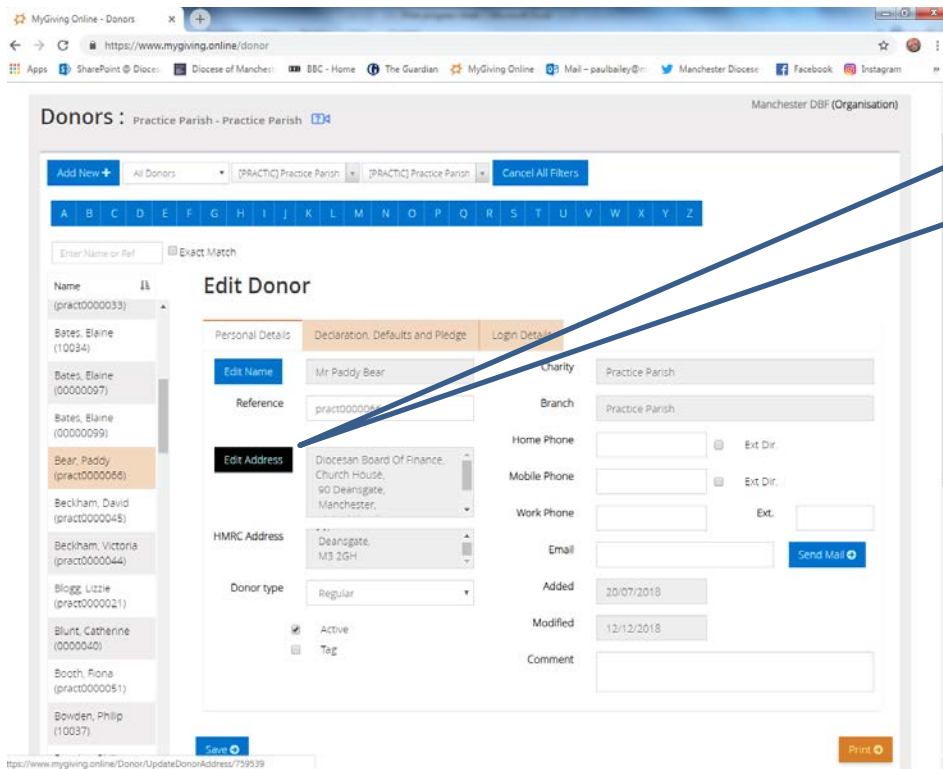 MyGiving Online - Donors
https://www.mygiving.online/donor
Apps SharePoint @ Dioce Diocese of Manchest BBC - Home The Guardian MyGiving Online Mail – paulbailey@ Manchester Diocese Facebook Instagram
Manchester DBF (Organisation)
Donors : Practice Parish - Practice Parish
Add New All Donors [PRACTIC] Practice Parish [PRACTIC] Practice Parish Cancel All Filters
A B C D E F G H I J K L M N O P Q R S T U V W X Y Z
Enter Name or Ref Exact Match
Name
(pract0000033)
Bates, Elaine
(10034)
Bates, Elaine
(00000097)
Bates, Elaine
(00000099)
Bear, Paddy
(pract0000066)
Beckham, David
(pract0000045)
Beckham, Victoria
(pract0000044)
Blogg, Lizzie
(pract0000021)
Blunt, Catherine
(0000040)
Booth, Fiona
(pract0000051)
Bowden, Philip
(10037)
Edit Donor
Personal Details Declaration, Defaults and Pledge Login Details
Edit Name Mr Paddy Bear
Reference pract0000066
Edit Address Diocesan Board Of Finance,
Church House,
90 Deansgate,
Manchester,
HMRC Address
Deansgate,
M3 2GH
Donor type Regular
Active
Tag
Charity Practice Parish
Branch Practice Parish
Home Phone Ext Dir.
Mobile Phone Ext Dir.
Work Phone Ext.
Email Send Mail
Added 20/07/2018
Modified 12/12/2018
Comment
Save Print
ttps://www.mygiving.online/Donor/UpdateDonorAddress/759539